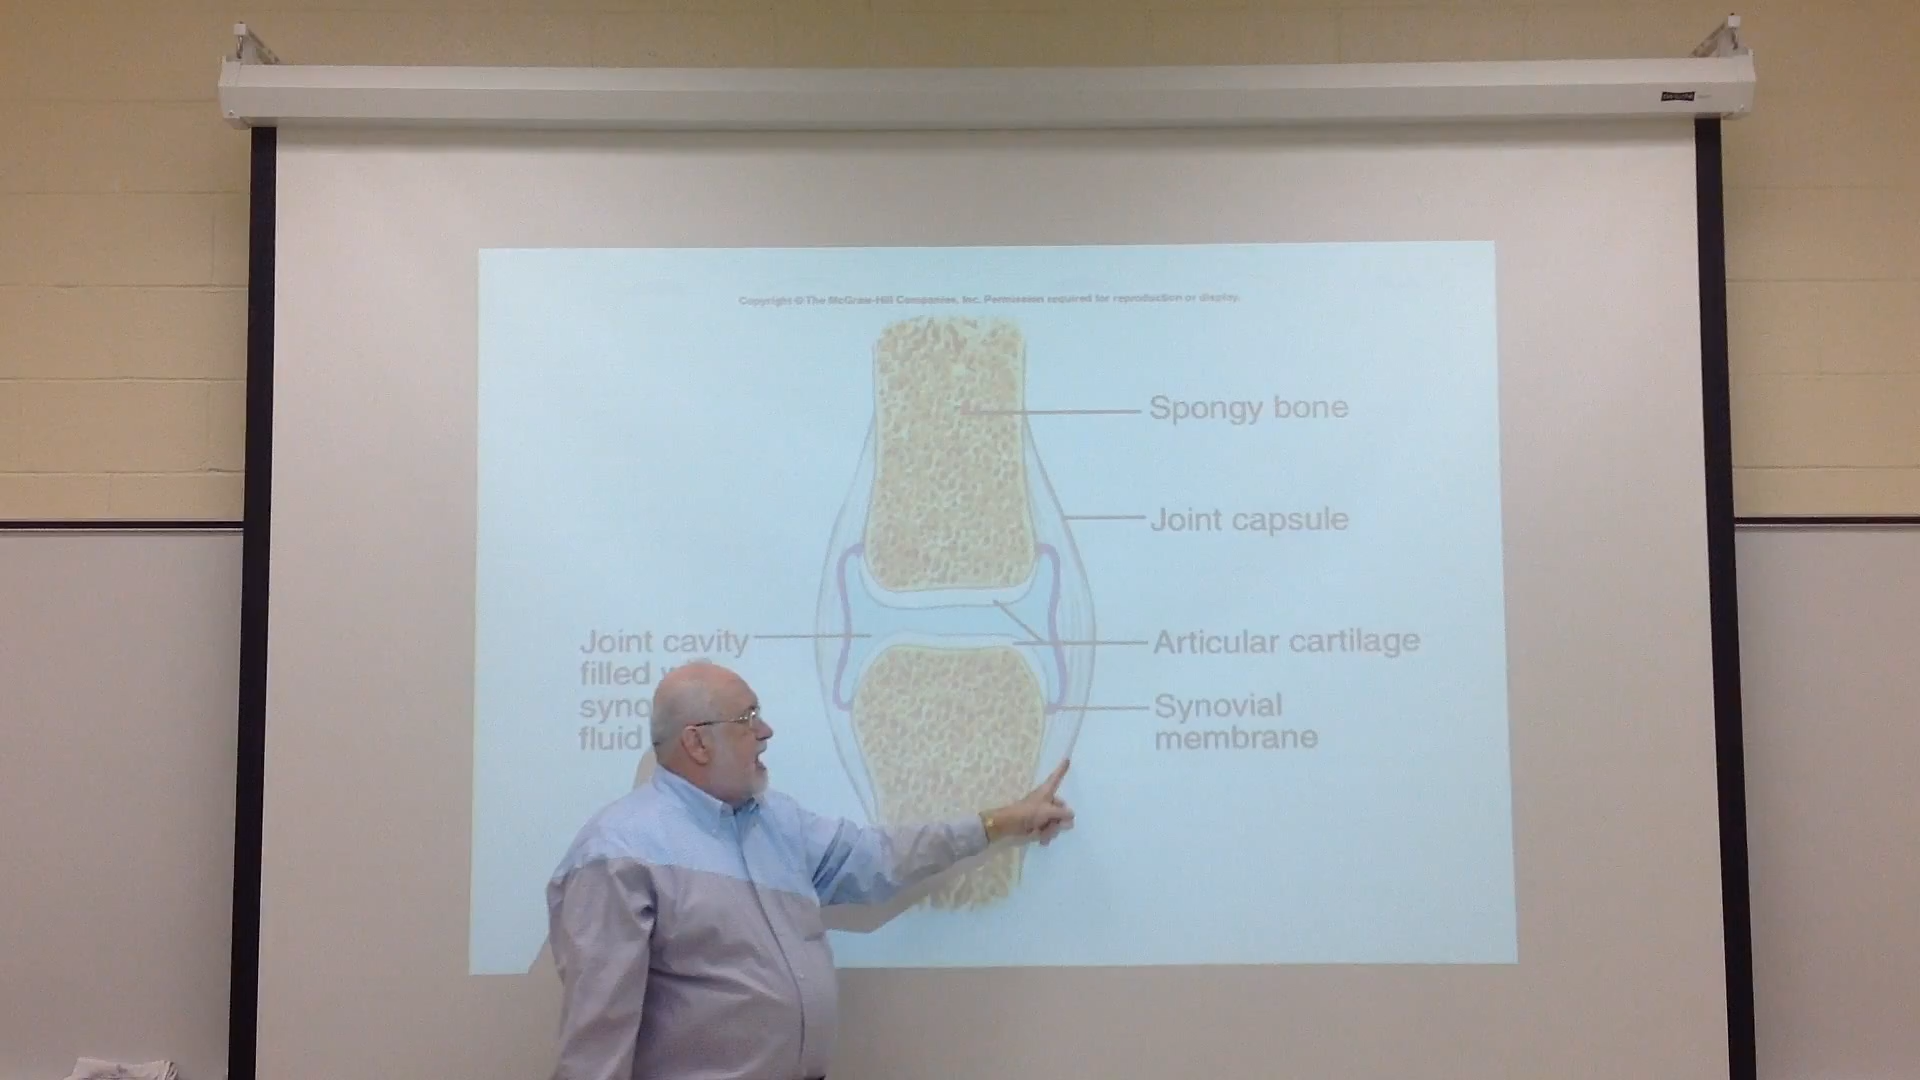 Copyright © The McGraw-Hill Companies, Inc. Permission required for reproduction or display.
Spongy bone
Joint capsule
Joint cavity
filled
fluid
Articular cartilage
Synovial
membrane